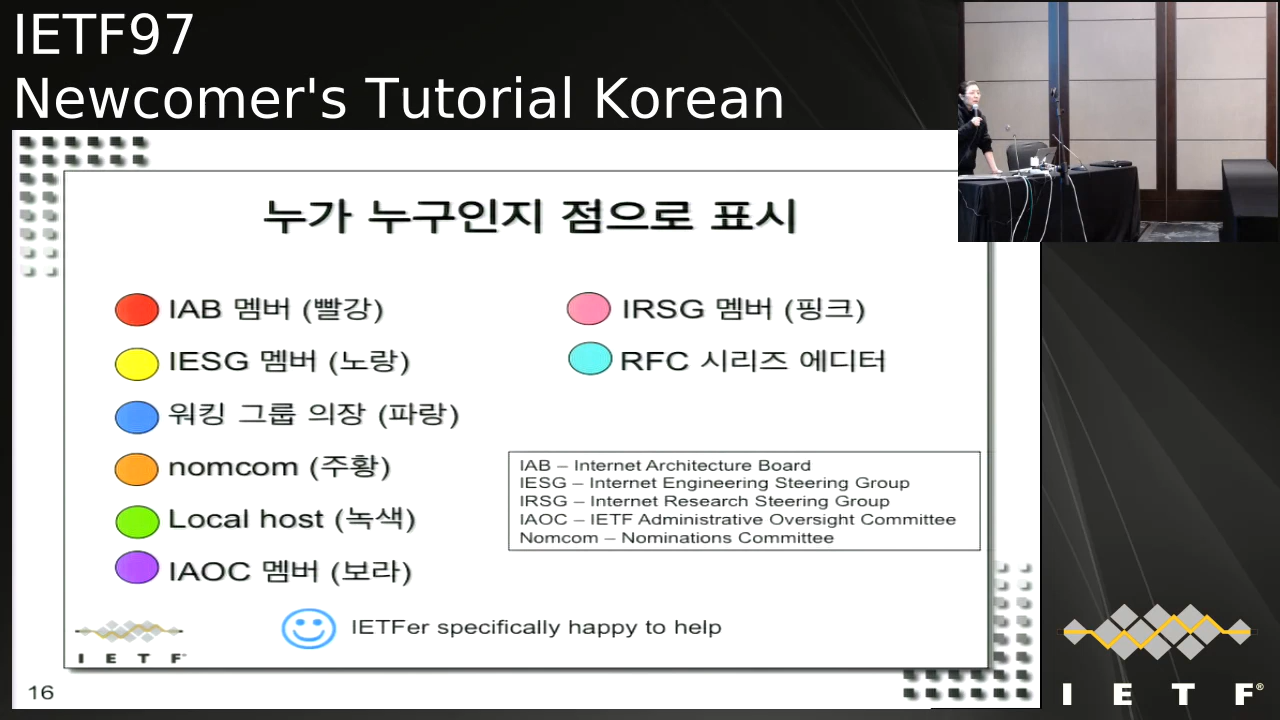 IETF97
Newcomer's Tutorial Korean
누가 누구인지 점으로 표시
IAB 멤버 (빨강)
IESG 멤버 (노랑)
워킹 그룹 의장 (파랑)
nomcom (주황)
Local host (녹색)
IAOC 멤버 (보라)
IRSG 멤버 (핑크)
RFC 시리즈 에디터
IAB – Internet Architecture Board
IESG – Internet Engineering Steering Group
IRSG – Internet Research Steering Group
IAOC – IETF Administrative Oversight Committee
Nomcom – Nominations Committee
IETFer specifically happy to help
I E T F
16
I E T F®